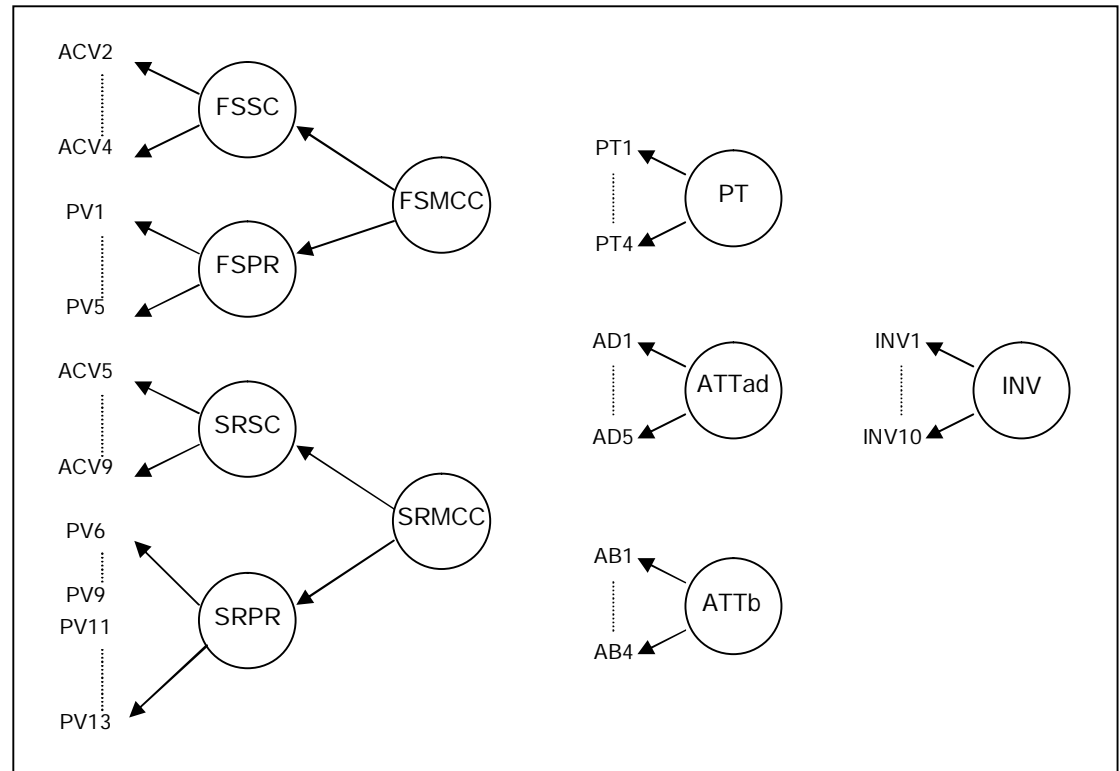 ACV2
ACV4
FSSC
PV1
PV5
FSPR
FSMCC
ACV5
ACV9
SRSC
PV6
PV9
PV11
PV13
SRPR
SRMCC
PT1
PT4
PT
AD1
AD5
ATTad
AB1
AB4
ATTb
INV1
INV10
INV